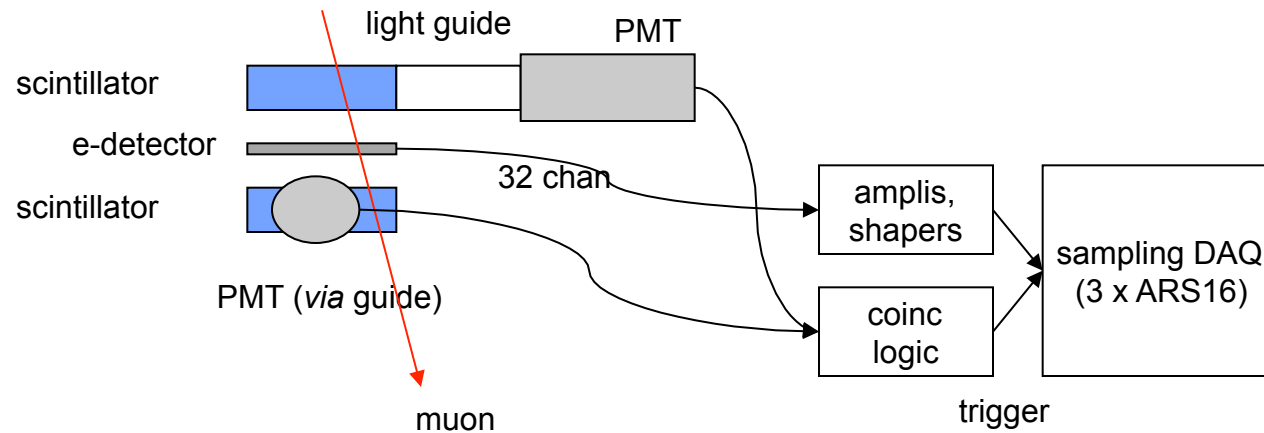 light guide
PMT
scintillator
e-detector
32 chan
scintillator
amplis,
shapers
sampling DAQ
(3 x ARS16)
PMT (via guide)
coinc
logic
trigger
muon